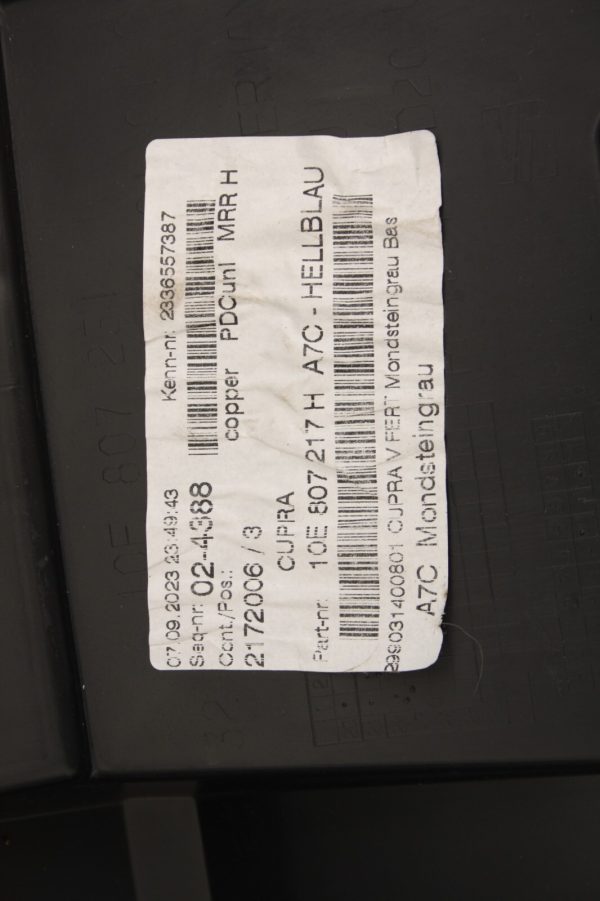 07.09.2023 23:49:43 Kenn-nr: 2336557387
Seq-nr: 02-4388
Cont./Pos.: copper PDCunl MRR H
2172006 / 3
CUPRA
Part-nr: 10E 807 217 H A7C - HELLBLAU
299031400801 CUPRA V FERT Mondsteingrau Bas
A7C Mondsteingrau